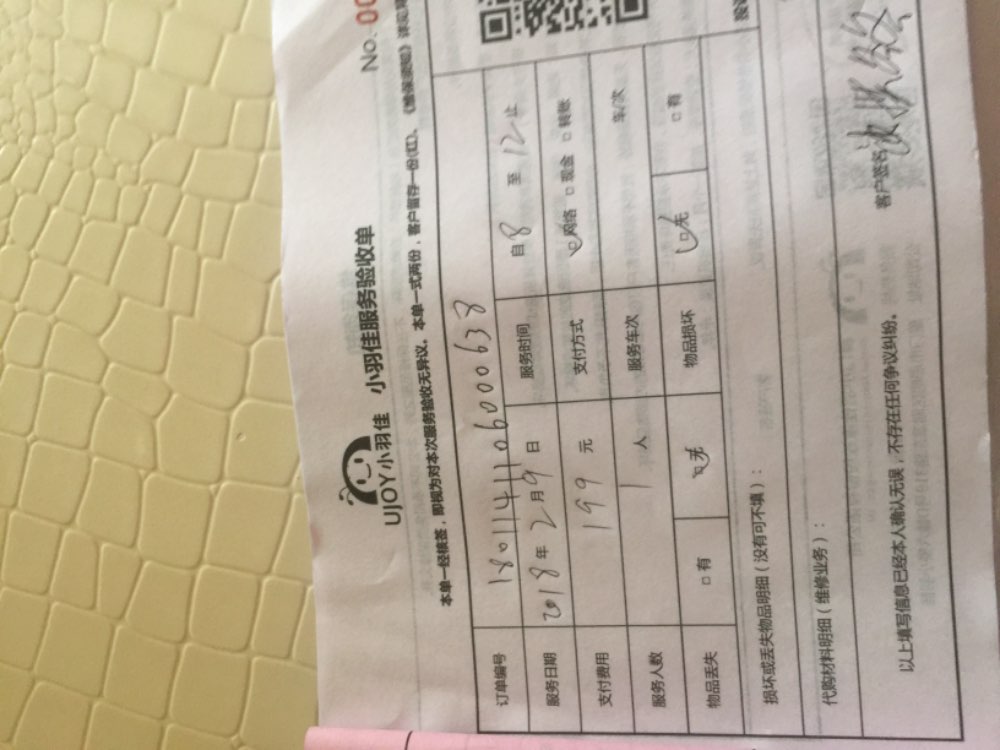 UJOY小羽佳 小羽佳服务验收单
No. 00
本单一经核签，即视为对本次服务验收无异议。本单一式两份，客户留存一份(红)。
订单编号 18011411060000638
服务日期 2018年2月9日 服务时间 自8至12止
支付费用 199元 支付方式 网络 □现金 □转账
服务人数 1人 服务车次 车/次
物品丢失 □有 □无 物品损坏 □无 □有
损坏或丢失物品明细（没有可不填）：
代购材料明细（维修业务）：
以上填写信息已经本人确认无误，不存在任何争议纠纷。 客户签名